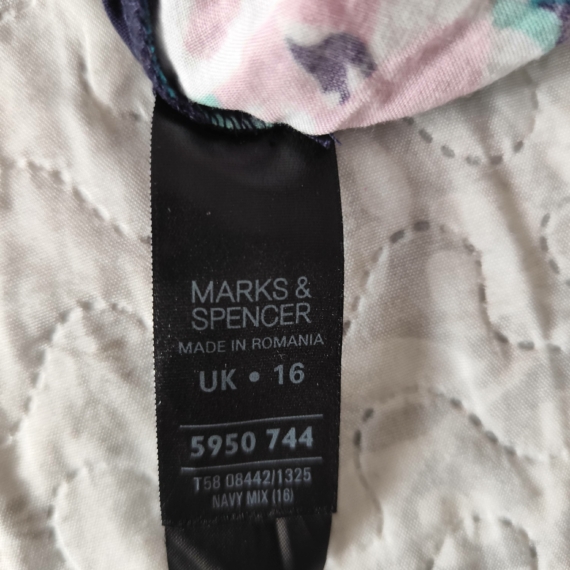 MARKS &
SPENCER
MADE IN ROMANIA
UK • 16
5950 744
T58 08442/1325
NAVY MIX (16)